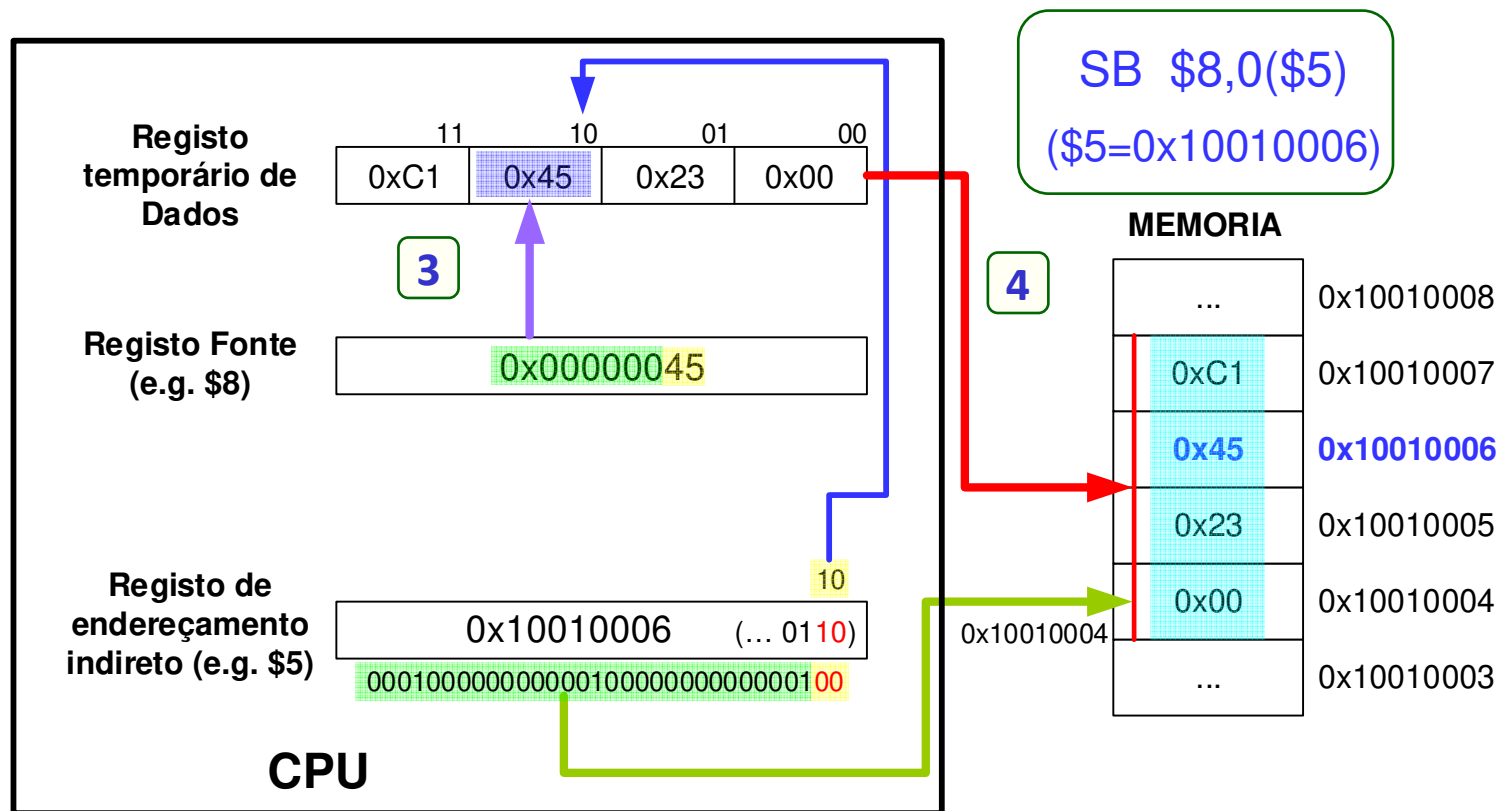 SB $8,0($5)
($5=0x10010006)
Registo
temporário de
Dados
11 10 01 00
0xC1 0x45 0x23 0x00
3
4
Registo Fonte
(e.g. $8)
0x00000045
MEMORIA
... 0x10010008
0xC1 0x10010007
0x45 0x10010006
0x23 0x10010005
0x00 0x10010004
... 0x10010003
0x10010004
Registo de
endereçamento
indireto (e.g. $5)
10
0x10010006 (... 0110)
00010000000000010000000000000100
CPU